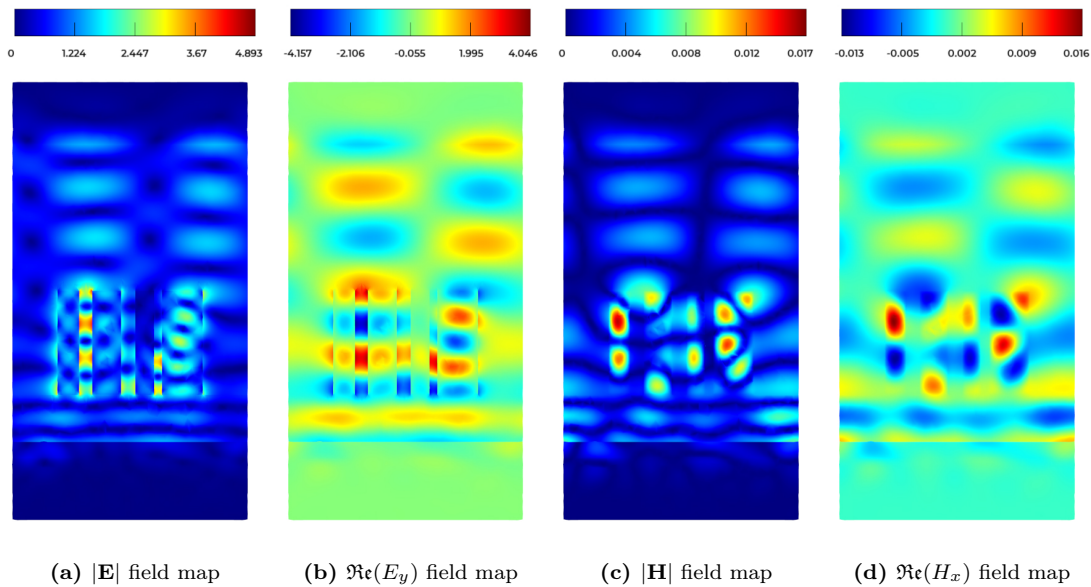 0 1.224 2.447 3.67 4.893
-4.157 -2.106 -0.055 1.995 4.046
0 0.004 0.008 0.012 0.017
-0.013 -0.005 0.002 0.009 0.016
(a) |E| field map
(b) ℜe(E_y) field map
(c) |H| field map
(d) ℜe(H_x) field map